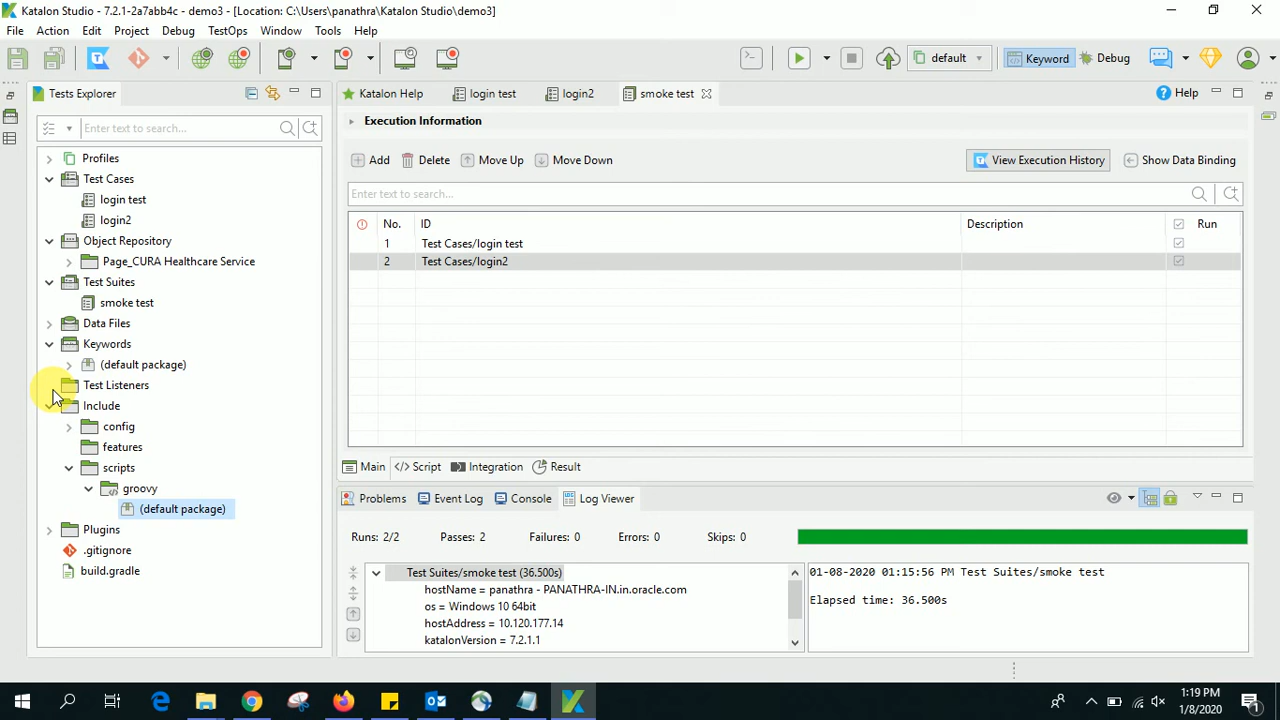 Katalon Studio - 7.2.1-2a7abb4c - demo3 - [Location: C:\Users\panathra\Katalon Studio\demo3]
File Action Edit Project Debug TestOps Window Tools Help
default Keyword Debug
Tests Explorer
Katalon Help login test login2 smoke test Help
Enter text to search...
Execution Information
Add Delete Move Up Move Down View Execution History Show Data Binding
Enter text to search...
No. ID Description Run
1 Test Cases/login test
2 Test Cases/login2
Profiles
Test Cases
login test
login2
Object Repository
Page_CURA Healthcare Service
Test Suites
smoke test
Data Files
Keywords
(default package)
Test Listeners
Include
config
features
scripts
groovy
(default package)
Plugins
.gitignore
build.gradle
Main Script Integration Result
Problems Event Log Console Log Viewer
Runs: 2/2 Passes: 2 Failures: 0 Errors: 0 Skips: 0
Test Suites/smoke test (36.500s)
hostName = panathra - PANATHRA-IN.in.oracle.com
os = Windows 10 64bit
hostAddress = 10.120.177.14
katalonVersion = 7.2.1.1
01-08-2020 01:15:56 PM Test Suites/smoke test
Elapsed time: 36.500s
1:19 PM
1/8/2020
1